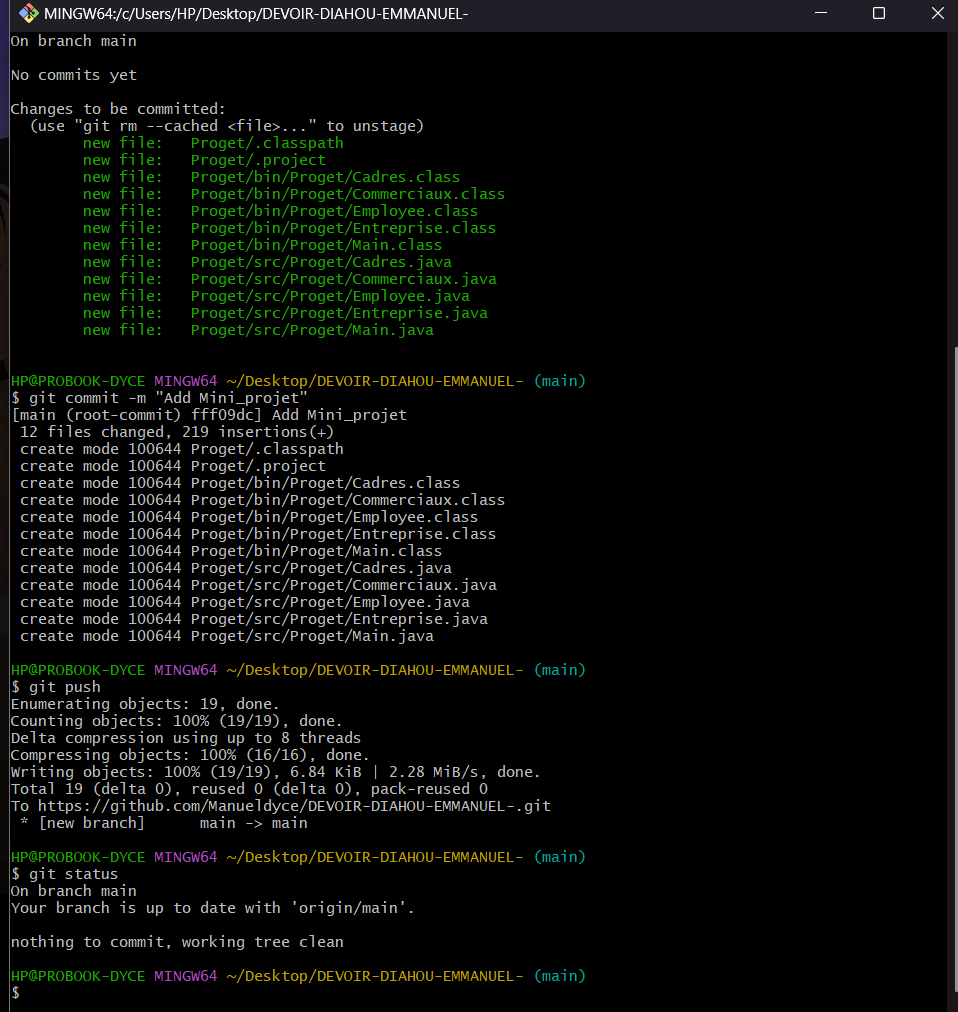 MINGW64:/c/Users/HP/Desktop/DEVOIR-DIAHOU-EMMANUEL-
On branch main
No commits yet
Changes to be committed:
  (use "git rm --cached <file>..." to unstage)
        new file:   Proget/.classpath
        new file:   Proget/.project
        new file:   Proget/bin/Proget/Cadres.class
        new file:   Proget/bin/Proget/Commerciaux.class
        new file:   Proget/bin/Proget/Employee.class
        new file:   Proget/bin/Proget/Entreprise.class
        new file:   Proget/bin/Proget/Main.class
        new file:   Proget/src/Proget/Cadres.java
        new file:   Proget/src/Proget/Commerciaux.java
        new file:   Proget/src/Proget/Employee.java
        new file:   Proget/src/Proget/Entreprise.java
        new file:   Proget/src/Proget/Main.java
HP@PROBOOK-DYCE MINGW64 ~/Desktop/DEVOIR-DIAHOU-EMMANUEL- (main)
$ git commit -m "Add Mini_projet"
[main (root-commit) fff09dc] Add Mini_projet
 12 files changed, 219 insertions(+)
 create mode 100644 Proget/.classpath
 create mode 100644 Proget/.project
 create mode 100644 Proget/bin/Proget/Cadres.class
 create mode 100644 Proget/bin/Proget/Commerciaux.class
 create mode 100644 Proget/bin/Proget/Employee.class
 create mode 100644 Proget/bin/Proget/Entreprise.class
 create mode 100644 Proget/bin/Proget/Main.class
 create mode 100644 Proget/src/Proget/Cadres.java
 create mode 100644 Proget/src/Proget/Commerciaux.java
 create mode 100644 Proget/src/Proget/Employee.java
 create mode 100644 Proget/src/Proget/Entreprise.java
 create mode 100644 Proget/src/Proget/Main.java
HP@PROBOOK-DYCE MINGW64 ~/Desktop/DEVOIR-DIAHOU-EMMANUEL- (main)
$ git push
Enumerating objects: 19, done.
Counting objects: 100% (19/19), done.
Delta compression using up to 8 threads
Compressing objects: 100% (16/16), done.
Writing objects: 100% (19/19), 6.84 KiB | 2.28 MiB/s, done.
Total 19 (delta 0), reused 0 (delta 0), pack-reused 0
To https://github.com/Manueldyce/DEVOIR-DIAHOU-EMMANUEL-.git
 * [new branch]      main -> main
HP@PROBOOK-DYCE MINGW64 ~/Desktop/DEVOIR-DIAHOU-EMMANUEL- (main)
$ git status
On branch main
Your branch is up to date with 'origin/main'.
nothing to commit, working tree clean
HP@PROBOOK-DYCE MINGW64 ~/Desktop/DEVOIR-DIAHOU-EMMANUEL- (main)
$